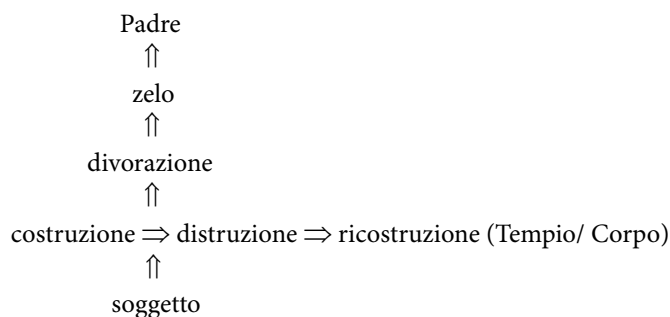 Padre
⇑
zelo
⇑
divorazione
⇑
costruzione ⇒ distruzione ⇒ ricostruzione (Tempio/ Corpo)
⇑
soggetto